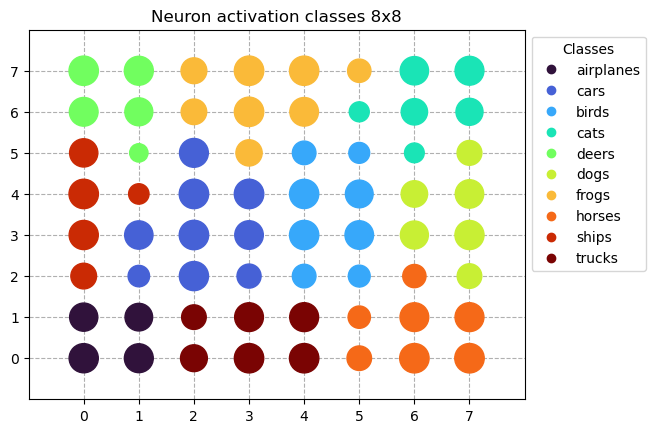 Neuron activation classes 8x8
7
6
5
4
3
2
1
0
0 1 2 3 4 5 6 7
Classes
airplanes
cars
birds
cats
deers
dogs
frogs
horses
ships
trucks